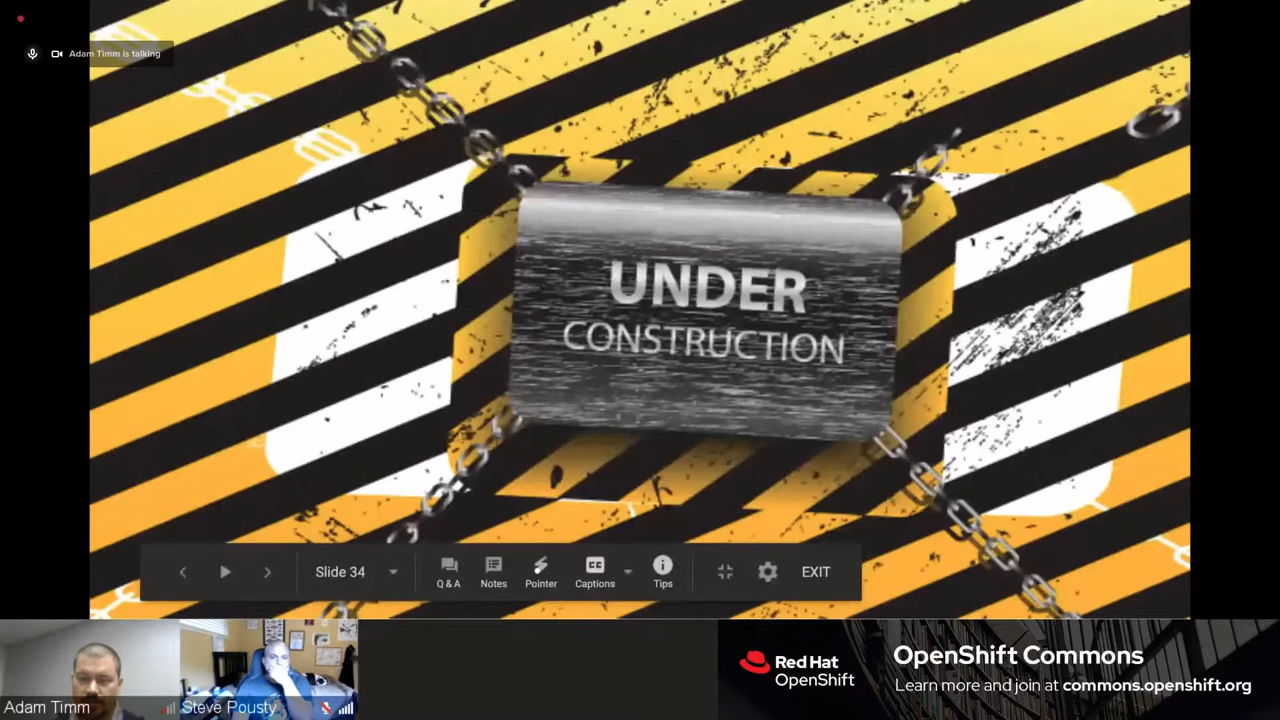 Adam Timm is talking
UNDER
CONSTRUCTION
Slide 34
Q & A
Notes
Pointer
CC
Captions
Tips
EXIT
Adam Timm
Steve Pousty
Red Hat
OpenShift
OpenShift Commons
Learn more and join at commons.openshift.org